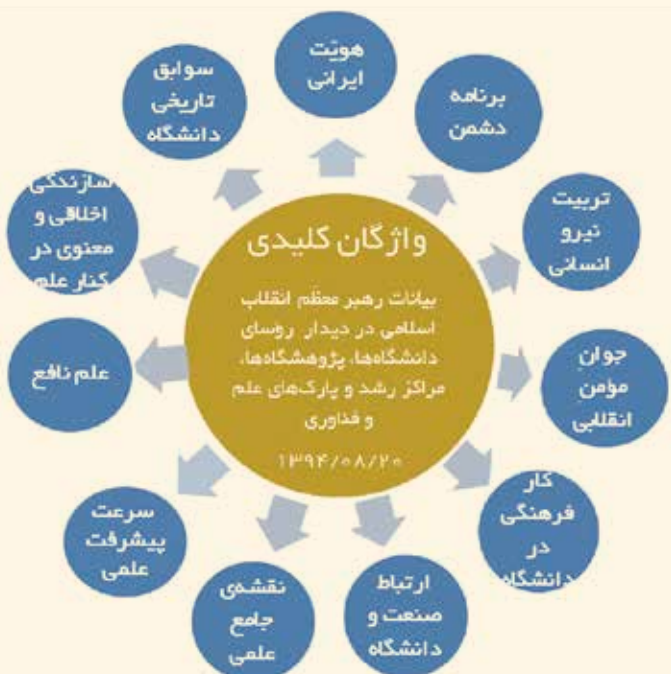 واژگان کلیدی
بیانات رهبر معظم انقلاب
اسلامی در دیدار روسای
دانشگاه‌ها، پژوهشگاه‌ها،
مراکز رشد و پارک‌های علم
و فناوری
۱۳۹۴/۰۸/۲۰
هویّت
ایرانی
برنامه
دشمن
تربیت
نیرو
انسانی
جوانِ
مؤمنِ
انقلابی
کار
فرهنگی
در
دانشگاه
ارتباط
صنعت و
دانشگاه
نقشه‌ی
جامع
علمی
سرعت
پیشرفت
علمی
علم نافع
سازندگی
اخلاقی و
معنوی در
کنار علم
سوابق
تاریخی
دانشگاه